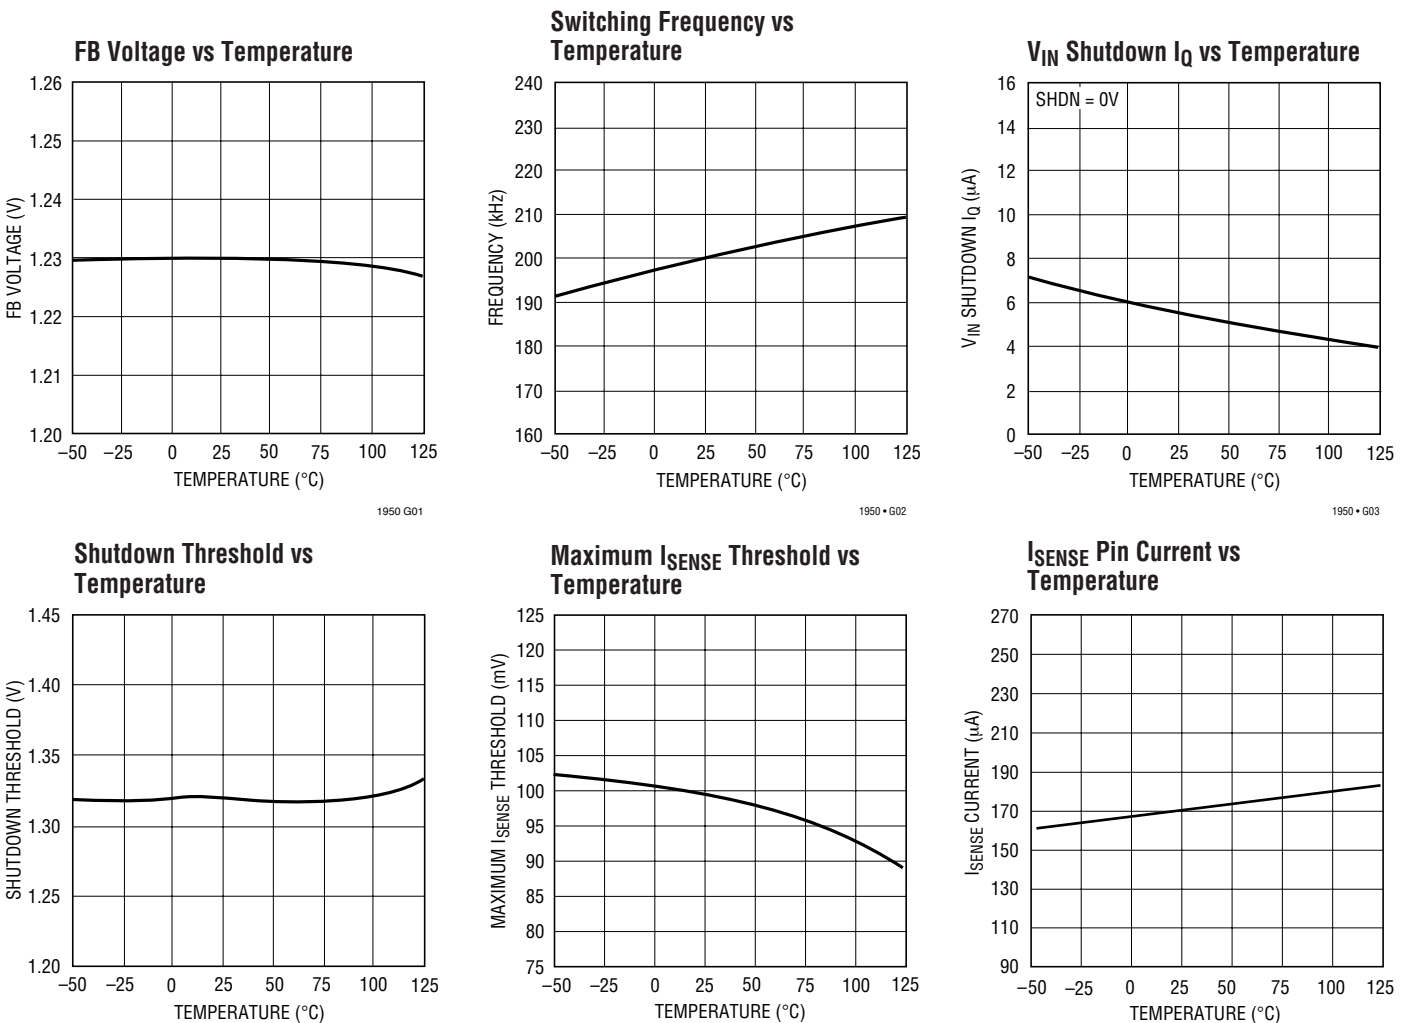 FB Voltage vs Temperature
1.26
1.25
1.24
1.23
1.22
1.21
1.20
FB VOLTAGE (V)
–50 –25 0 25 50 75 100 125
TEMPERATURE (°C)
1950 G01
Switching Frequency vs
Temperature
240
230
220
210
200
190
180
170
160
FREQUENCY (kHz)
–50 –25 0 25 50 75 100 125
TEMPERATURE (°C)
1950 • G02
VIN Shutdown IQ vs Temperature
SHDN = 0V
16
14
12
10
8
6
4
2
0
VIN SHUTDOWN IQ (µA)
–50 –25 0 25 50 75 100 125
TEMPERATURE (°C)
1950 • G03
Shutdown Threshold vs
Temperature
1.45
1.40
1.35
1.30
1.25
1.20
SHUTDOWN THRESHOLD (V)
–50 –25 0 25 50 75 100 125
TEMPERATURE (°C)
Maximum ISENSE Threshold vs
Temperature
125
120
115
110
105
100
95
90
85
80
75
MAXIMUM ISENSE THRESHOLD (mV)
–50 –25 0 25 50 75 100 125
TEMPERATURE (°C)
ISENSE Pin Current vs
Temperature
270
250
230
210
190
170
150
130
110
90
ISENSE CURRENT (µA)
–50 –25 0 25 50 75 100 125
TEMPERATURE (°C)